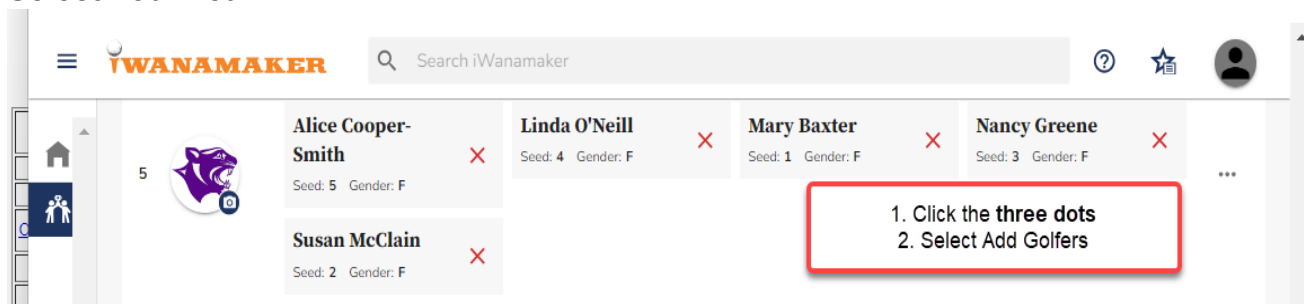 iWANAMAKER
Search iWanamaker
5
Alice Cooper-
Smith
Seed: 5 Gender: F
Linda O'Neill
Seed: 4 Gender: F
Mary Baxter
Seed: 1 Gender: F
Nancy Greene
Seed: 3 Gender: F
Susan McClain
Seed: 2 Gender: F
1. Click the three dots
2. Select Add Golfers